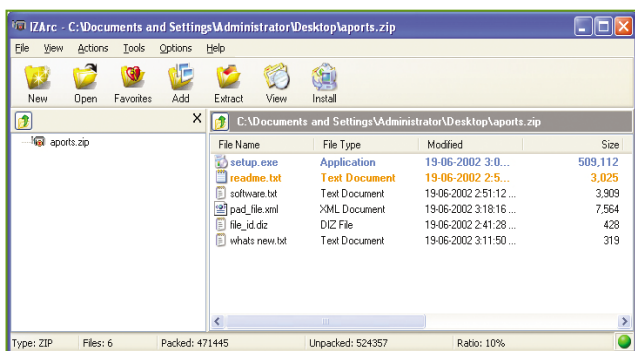 IZArc - C:\Documents and Settings\Administrator\Desktop\aports.zip
File View Actions Tools Options Help
New Open Favorites Add Extract View Install
X C:\Documents and Settings\Administrator\Desktop\aports.zip
aports.zip
File Name File Type Modified Size
setup.exe Application 19-06-2002 3:0... 509,112
readme.txt Text Document 19-06-2002 2:5... 3,025
software.txt Text Document 19-06-2002 2:51:12 ... 3,909
pad_file.xml XML Document 19-06-2002 3:18:16 ... 7,564
file_id.diz DIZ File 19-06-2002 2:41:28 ... 428
whats new.txt Text Document 19-06-2002 3:11:50 ... 319
Type: ZIP Files: 6 Packed: 471445 Unpacked: 524357 Ratio: 10%